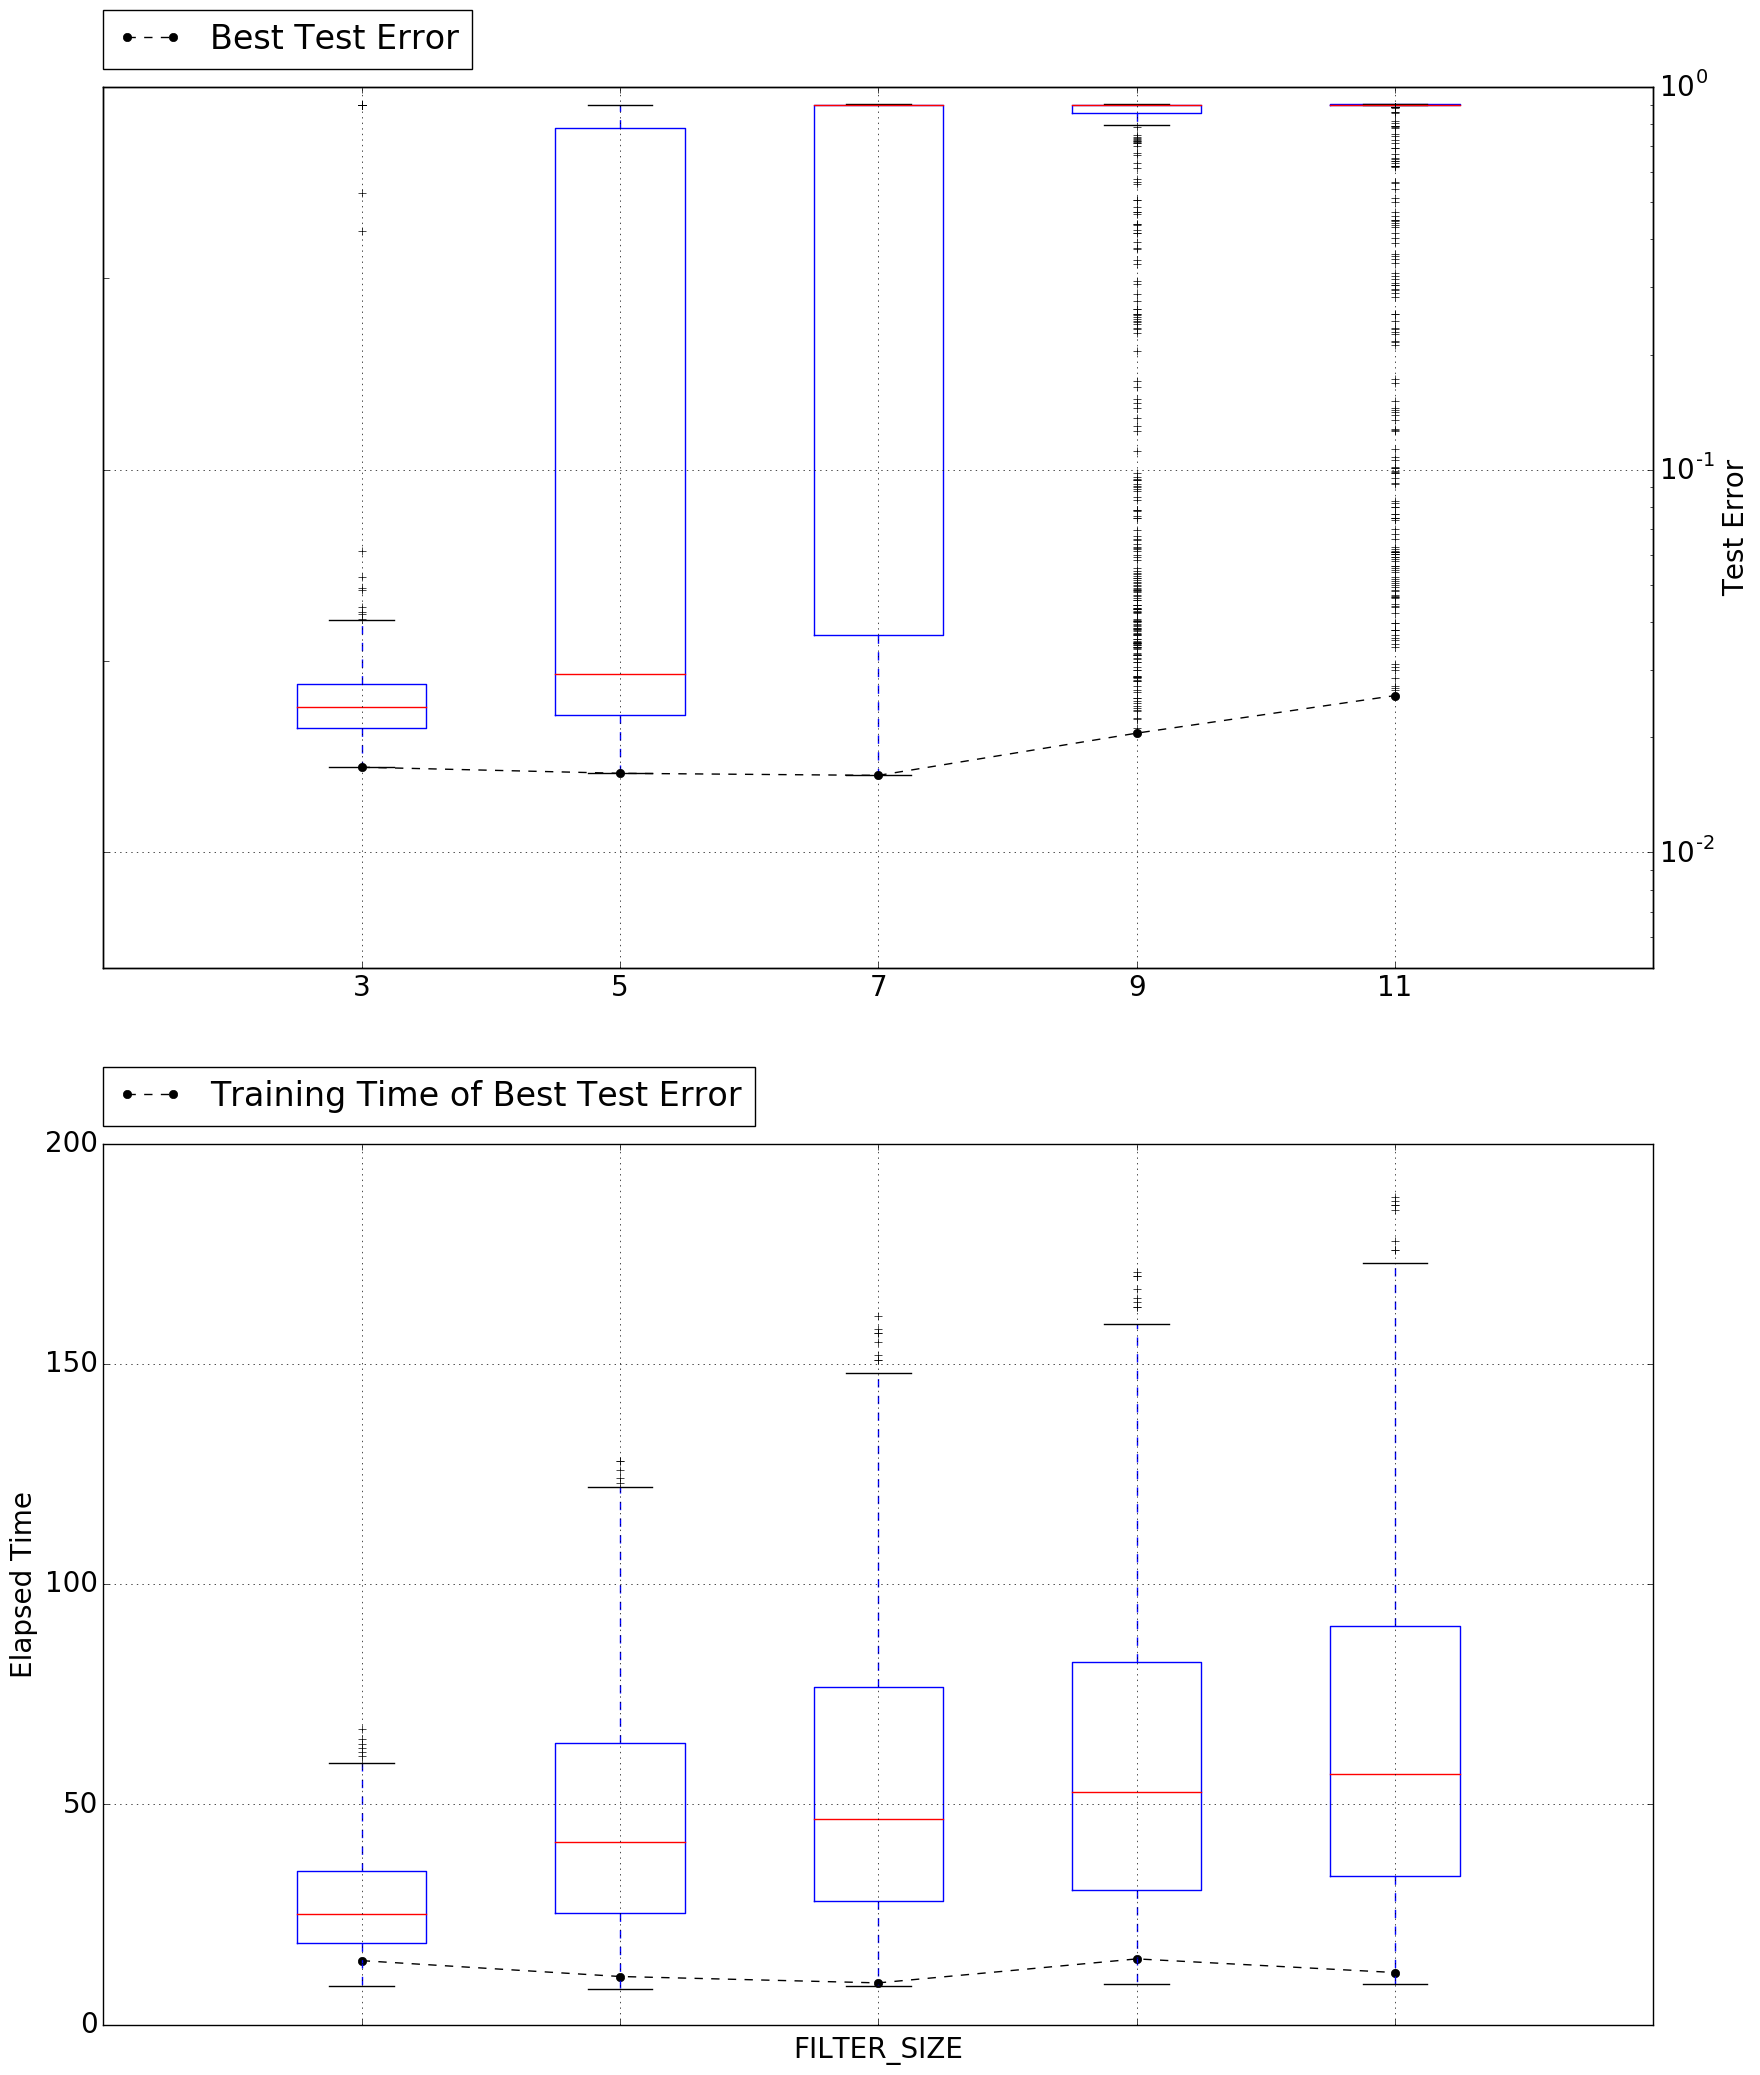 Best Test Error
10^0
10^-1
10^-2
Test Error
3 5 7 9 11
Training Time of Best Test Error
200
150
100
50
0
Elapsed Time
FILTER_SIZE